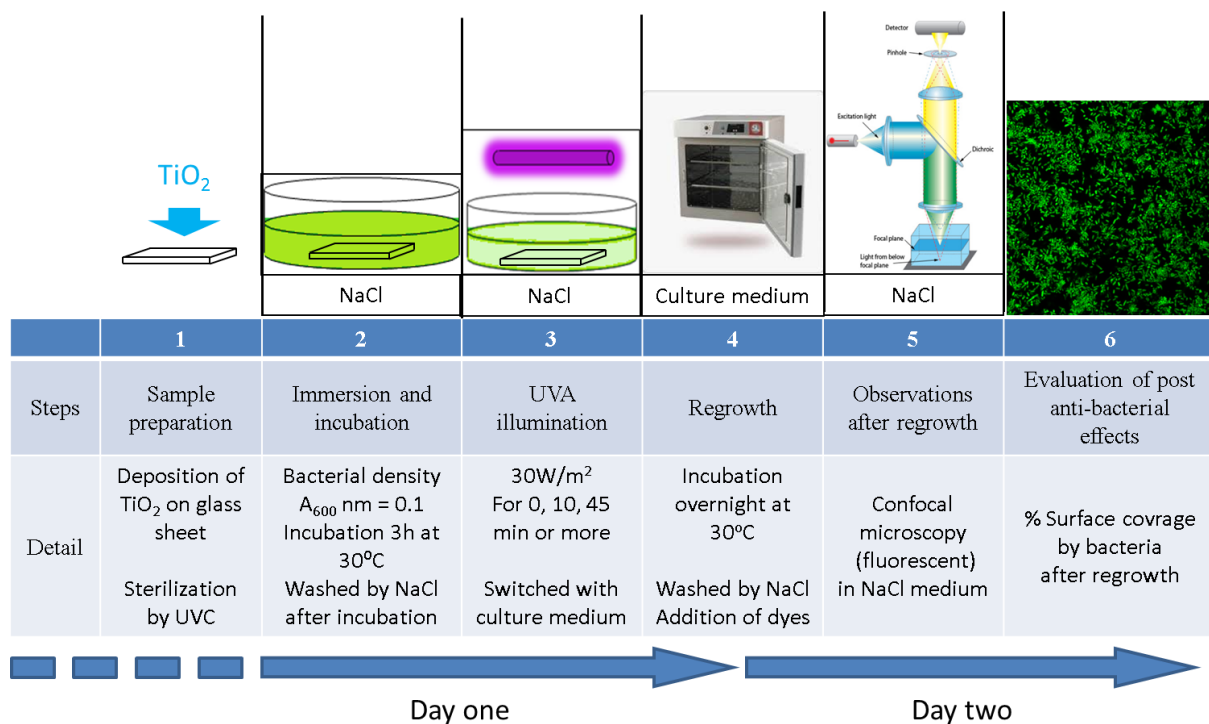 TiO2
NaCl
NaCl
Culture medium
Detector
Pinhole
Excitation light
Dichroic
Focal plane
Light from below
focal plane
NaCl
1
2
3
4
5
6
Steps
Sample
preparation
Immersion and
incubation
UVA
illumination
Regrowth
Observations
after regrowth
Evaluation of post
anti-bacterial
effects
Detail
Deposition of
TiO2 on glass
sheet
Sterilization
by UVC
Bacterial density
A600 nm = 0.1
Incubation 3h at
30⁰C
Washed by NaCl
after incubation
30W/m²
For 0, 10, 45
min or more
Switched with
culture medium
Incubation
overnight at
30°C
Washed by NaCl
Addition of dyes
Confocal
microscopy
(fluorescent)
in NaCl medium
% Surface covrage
by bacteria
after regrowth
Day one
Day two